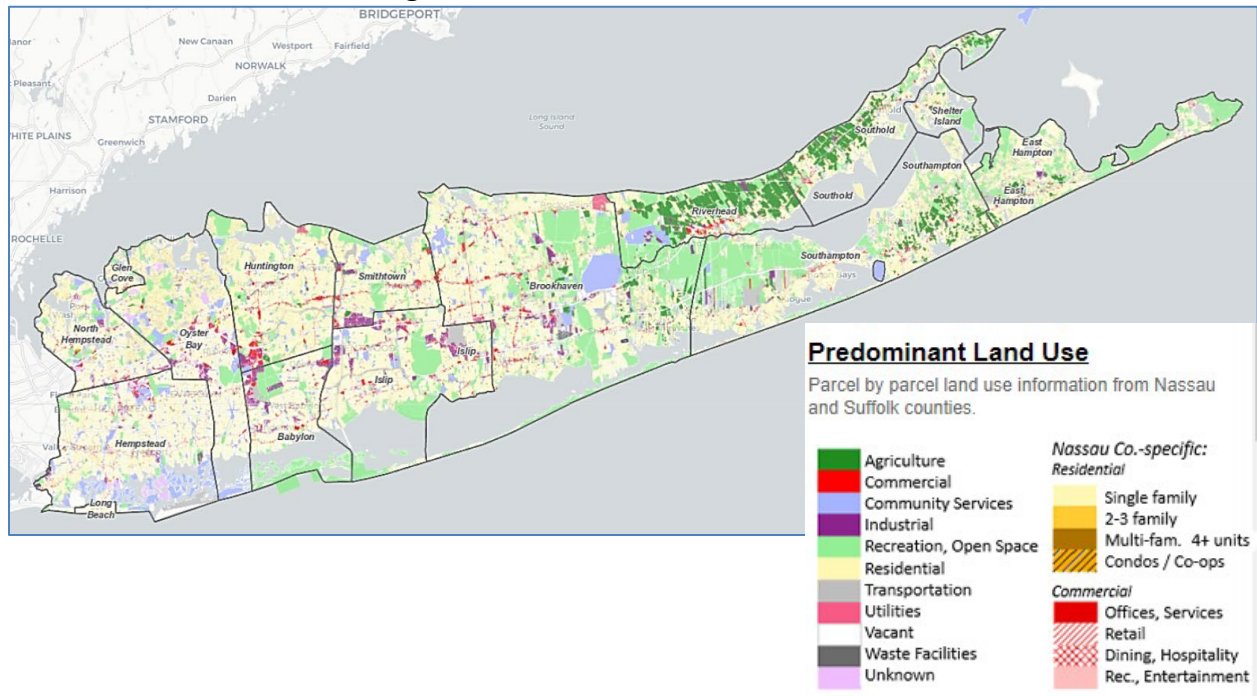 BRIDGEPORT
New Canaan
Westport
Fairfield
NORWALK
Pleasant
Darien
STAMFORD
Long Island
Sound
HITE PLAINS
Greenwich
Harrison
ROCHELLE
Shelter
Island
Southold
East
Hampton
Southampton
East
Hampton
Southold
Riverhead
Southampton
Glen
Cove
Huntington
Smithtown
Brookhaven
North
Hempstead
Oyster
Bay
Islip
Islip
Hempstead
Babylon
Long
Beach
Predominant Land Use
Parcel by parcel land use information from Nassau
and Suffolk counties.
Agriculture
Commercial
Community Services
Industrial
Recreation, Open Space
Residential
Transportation
Utilities
Vacant
Waste Facilities
Unknown
Nassau Co.-specific:
Residential
Single family
2-3 family
Multi-fam. 4+ units
Condos / Co-ops
Commercial
Offices, Services
Retail
Dining, Hospitality
Rec., Entertainment